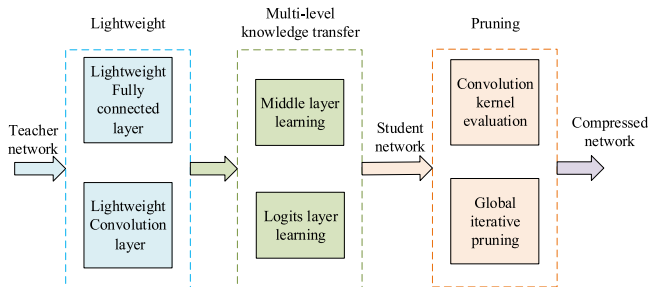 Lightweight
Multi-level
knowledge transfer
Pruning
Teacher
network
Lightweight
Fully
connected
layer
Lightweight
Convolution
layer
Middle layer
learning
Logits layer
learning
Student
network
Convolution
kernel
evaluation
Global
iterative
pruning
Compressed
network